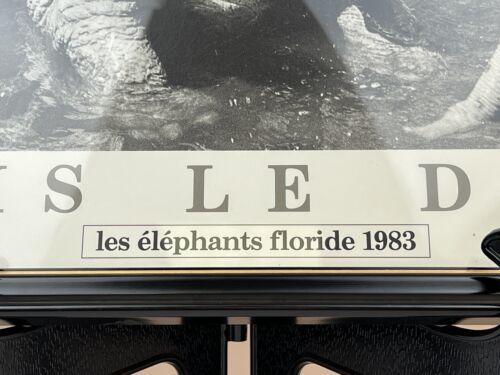 IS LE D
les éléphants floride 1983